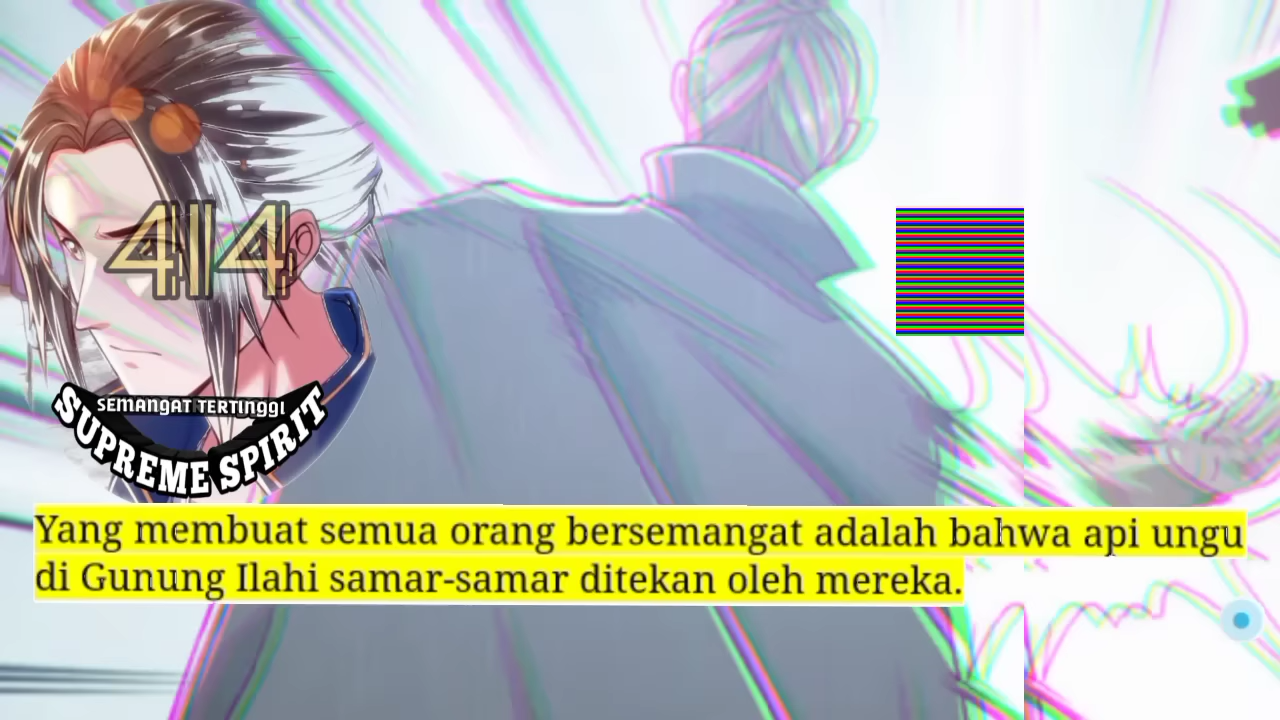 414
SEMANGAT TERTINGGI
SUPREME SPIRIT
Yang membuat semua orang bersemangat adalah bahwa api ungu
di Gunung Ilahi samar-samar ditekan oleh mereka.